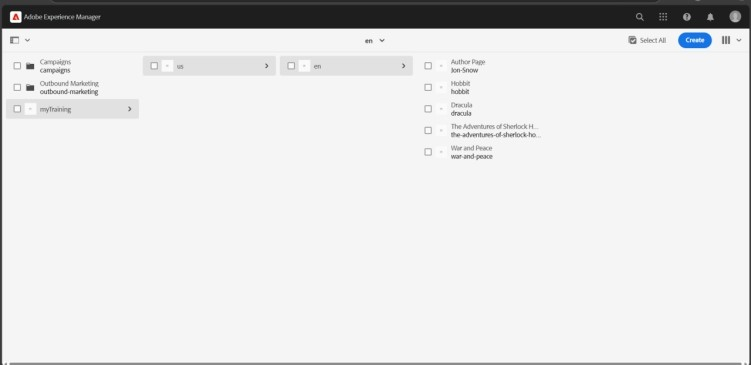 Adobe Experience Manager
en
Select All
Create
Campaigns
campaigns
Outbound Marketing
outbound-marketing
myTraining
us
en
Author Page
Jon-Snow
Hobbit
hobbit
Dracula
dracula
The Adventures of Sherlock H...
the-adventures-of-sherlock-ho...
War and Peace
war-and-peace